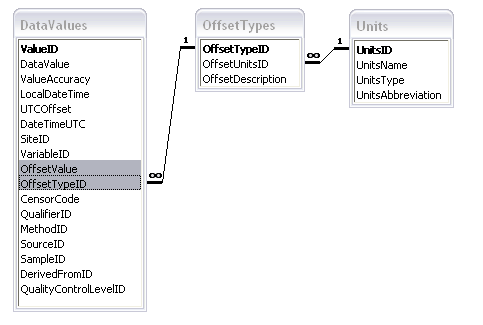 DataValues
ValueID
DataValue
ValueAccuracy
LocalDateTime
UTCOffset
DateTimeUTC
SiteID
VariableID
OffsetValue
OffsetTypeID
CensorCode
QualifierID
MethodID
SourceID
SampleID
DerivedFromID
QualityControlLevelID
1
∞
OffsetTypes
OffsetTypeID
OffsetUnitsID
OffsetDescription
1
∞
Units
UnitsID
UnitsName
UnitsType
UnitsAbbreviation